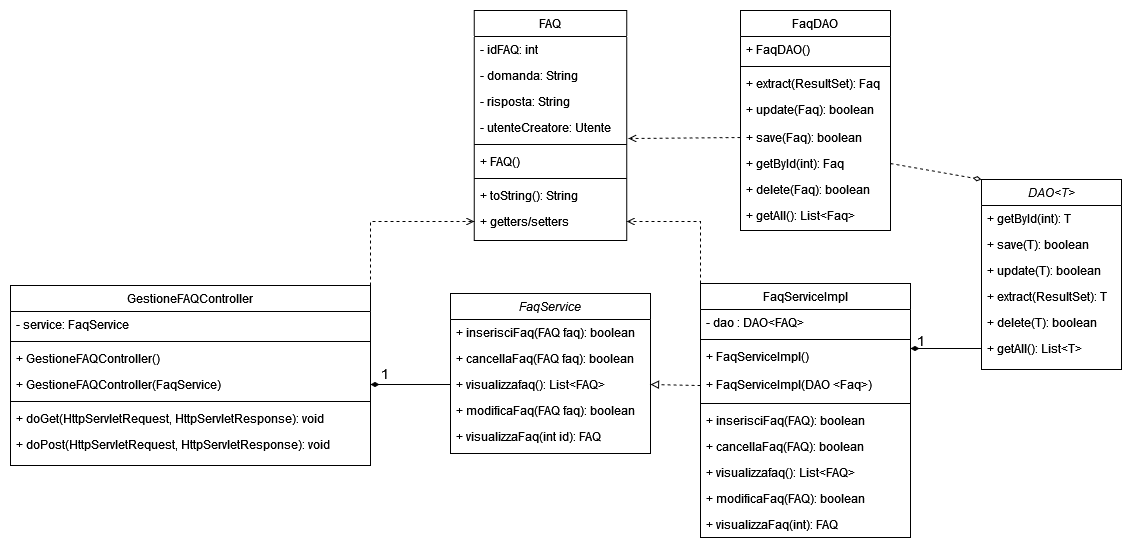 FAQ
- idFAQ: int
- domanda: String
- risposta: String
- utenteCreatore: Utente
+ FAQ()
+ toString(): String
+ getters/setters
FaqDAO
+ FaqDAO()
+ extract(ResultSet): Faq
+ update(Faq): boolean
+ save(Faq): boolean
+ getById(int): Faq
+ delete(Faq): boolean
+ getAll(): List<Faq>
DAO<T>
+ getById(int): T
+ save(T): boolean
+ update(T): boolean
+ extract(ResultSet): T
+ delete(T): boolean
+ getAll(): List<T>
GestioneFAQController
- service: FaqService
+ GestioneFAQController()
+ GestioneFAQController(FaqService)
+ doGet(HttpServletRequest, HttpServletResponse): void
+ doPost(HttpServletRequest, HttpServletResponse): void
1
FaqService
+ inserisciFaq(FAQ faq): boolean
+ cancellaFaq(FAQ faq): boolean
+ visualizzafaq(): List<FAQ>
+ modificaFaq(FAQ faq): boolean
+ visualizzaFaq(int id): FAQ
FaqServiceImpl
- dao : DAO<FAQ>
+ FaqServiceImpl()
+ FaqServiceImpl(DAO <Faq>)
+ inserisciFaq(FAQ): boolean
+ cancellaFaq(FAQ): boolean
+ visualizzafaq(): List<FAQ>
+ modificaFaq(FAQ): boolean
+ visualizzaFaq(int): FAQ
1